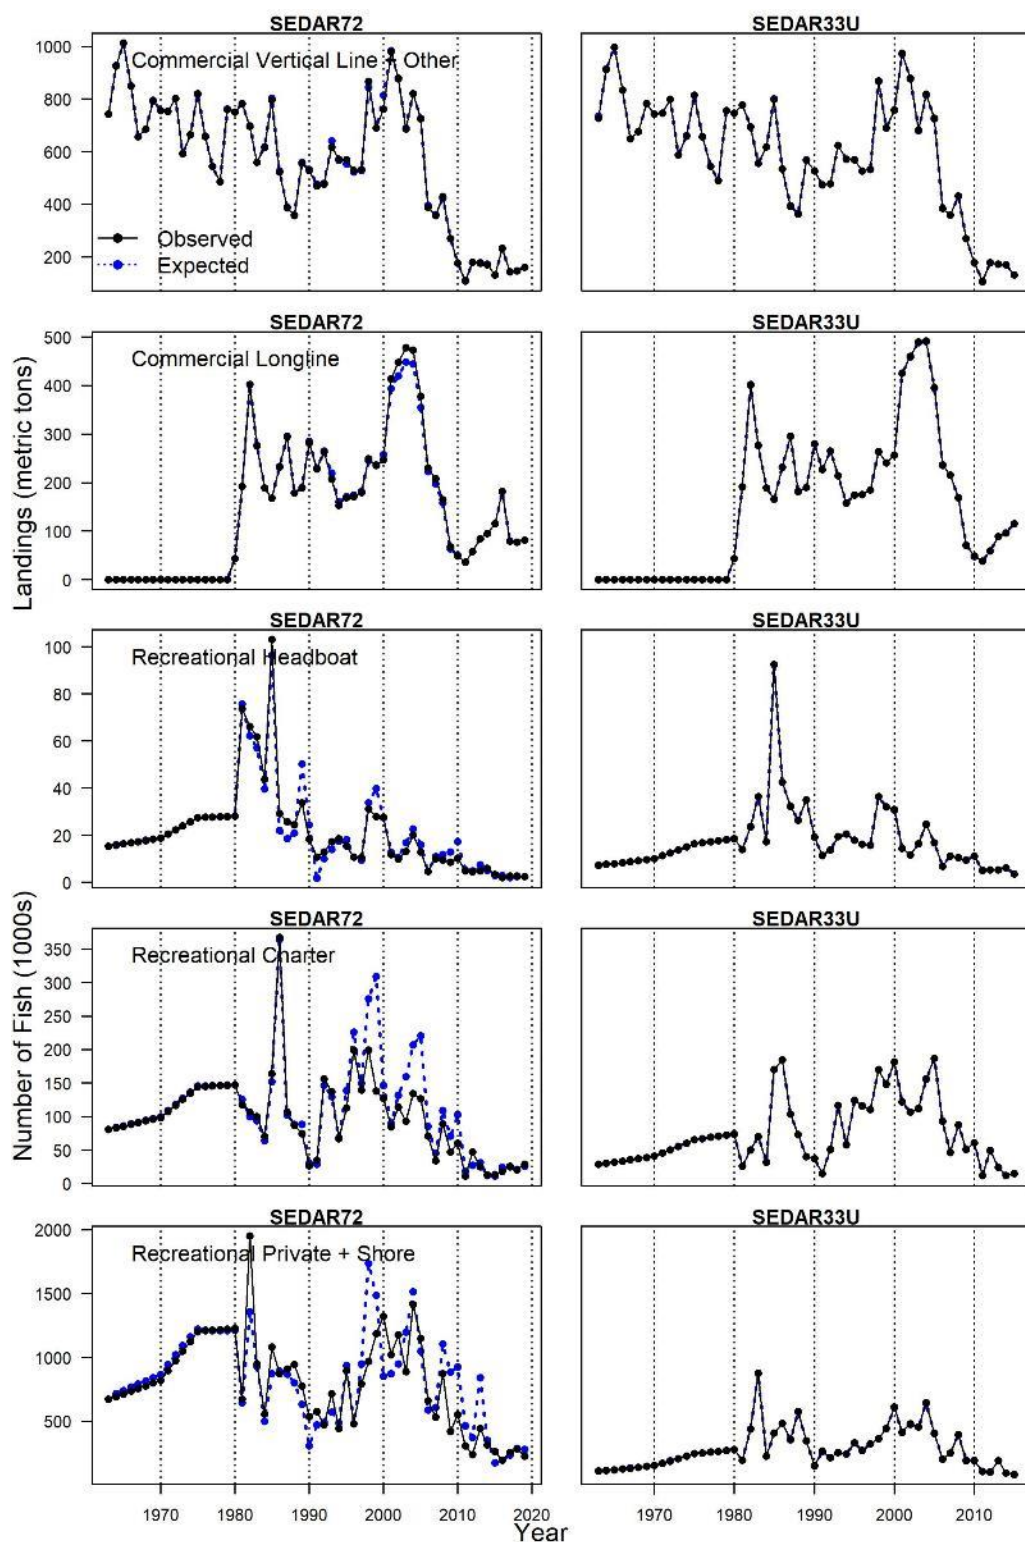 SEDAR72
SEDAR33U
Commercial Vertical Line + Other
1000
800
600
400
200
Observed
Expected
SEDAR72
SEDAR33U
Commercial Longline
500
400
300
200
100
0
Landings (metric tons)
SEDAR72
SEDAR33U
Recreational Headboat
100
80
60
40
20
0
SEDAR72
SEDAR33U
Recreational Charter
350
300
250
200
150
100
50
0
Number of Fish (1000s)
SEDAR72
SEDAR33U
Recreational Private + Shore
2000
1500
1000
500
1970 1980 1990 2000 2010 2020
1970 1980 1990 2000 2010
Year